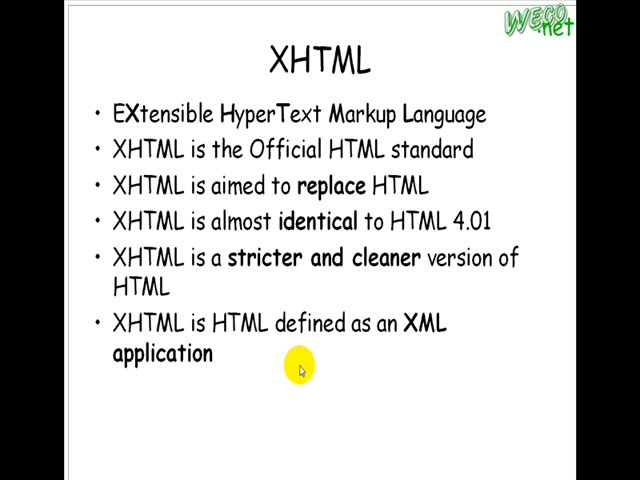 WECO
.net
XHTML
• EXtensible HyperText Markup Language
• XHTML is the Official HTML standard
• XHTML is aimed to replace HTML
• XHTML is almost identical to HTML 4.01
• XHTML is a stricter and cleaner version of
HTML
• XHTML is HTML defined as an XML
application